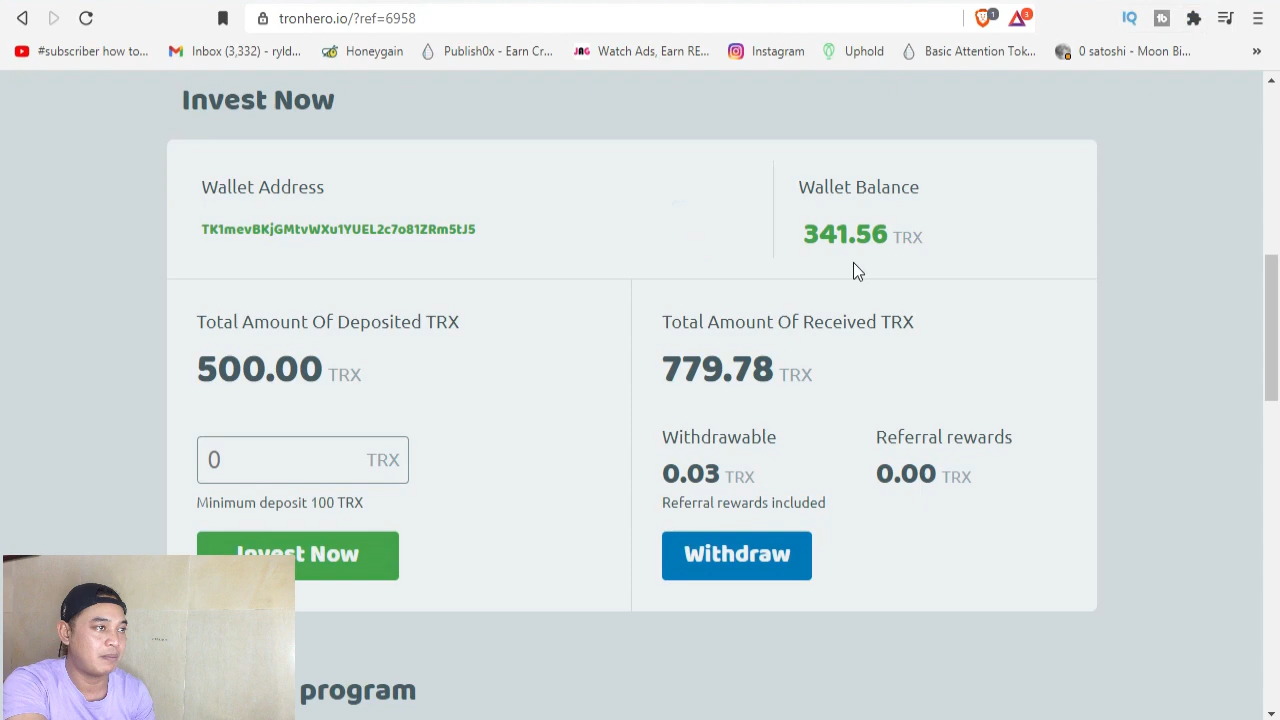 tronhero.io/?ref=6958
1
3
#subscriber how to...
Inbox (3,332) - ryld...
Honeygain
Publish0x - Earn Cr...
Watch Ads, Earn RE...
Instagram
Uphold
Basic Attention Tok...
0 satoshi - Moon Bi...
Invest Now
Wallet Address
TK1mevBKjGMtvWXu1YUEL2c7o81ZRm5tJ5
Wallet Balance
341.56 TRX
Total Amount Of Deposited TRX
500.00 TRX
0 TRX
Minimum deposit 100 TRX
Invest Now
Total Amount Of Received TRX
779.78 TRX
Withdrawable
0.03 TRX
Referral rewards included
Referral rewards
0.00 TRX
Withdraw
program